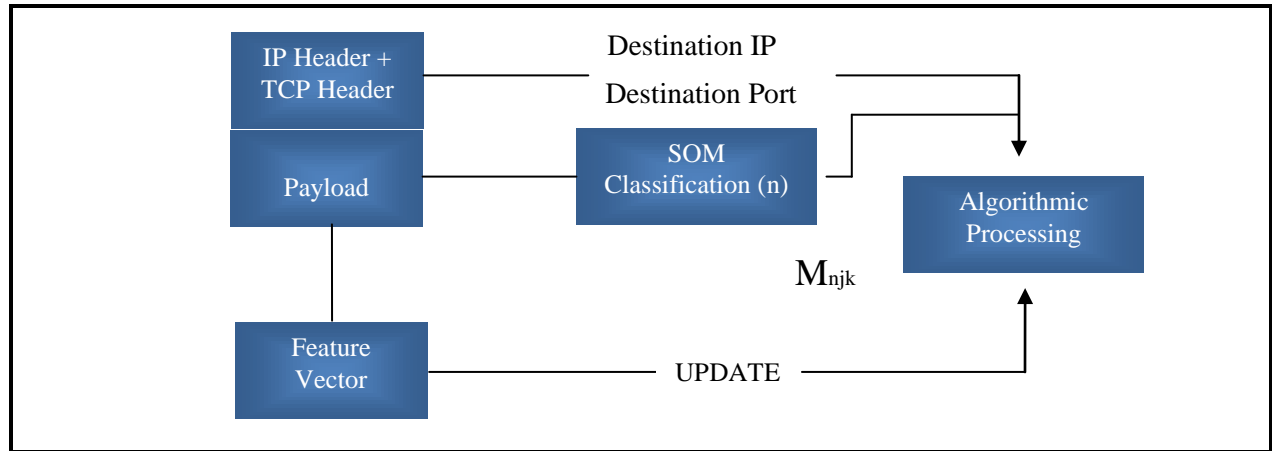 IP Header +
TCP Header
Destination IP
Destination Port
Payload
SOM
Classification (n)
Algorithmic
Processing
Mnjk
Feature
Vector
UPDATE